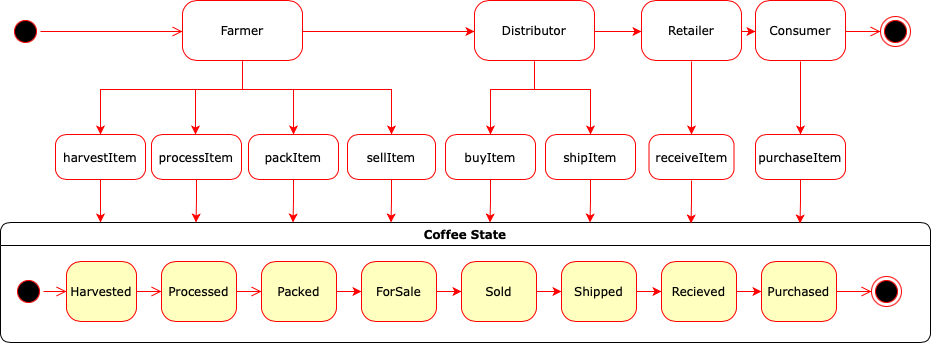 Farmer
Distributor
Retailer
Consumer
harvestItem
processItem
packItem
sellItem
buyItem
shipItem
receiveItem
purchaseItem
Coffee State
Harvested
Processed
Packed
ForSale
Sold
Shipped
Recieved
Purchased